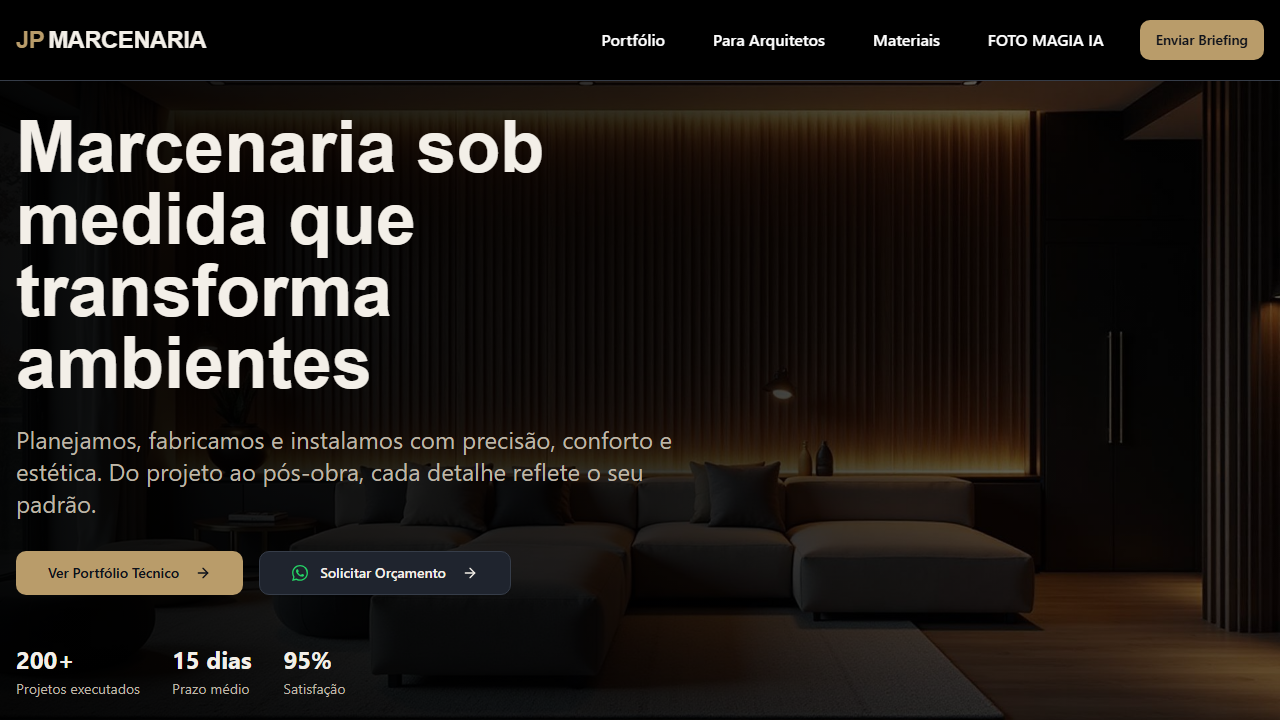 JP MARCENARIA
Portfólio
Para Arquitetos
Materiais
FOTO MAGIA IA
Enviar Briefing
Marcenaria sob
medida que
transforma
ambientes
Planejamos, fabricamos e instalamos com precisão, conforto e
estética. Do projeto ao pós-obra, cada detalhe reflete o seu
padrão.
Ver Portfólio Técnico
Solicitar Orçamento
200+
Projetos executados
15 dias
Prazo médio
95%
Satisfação